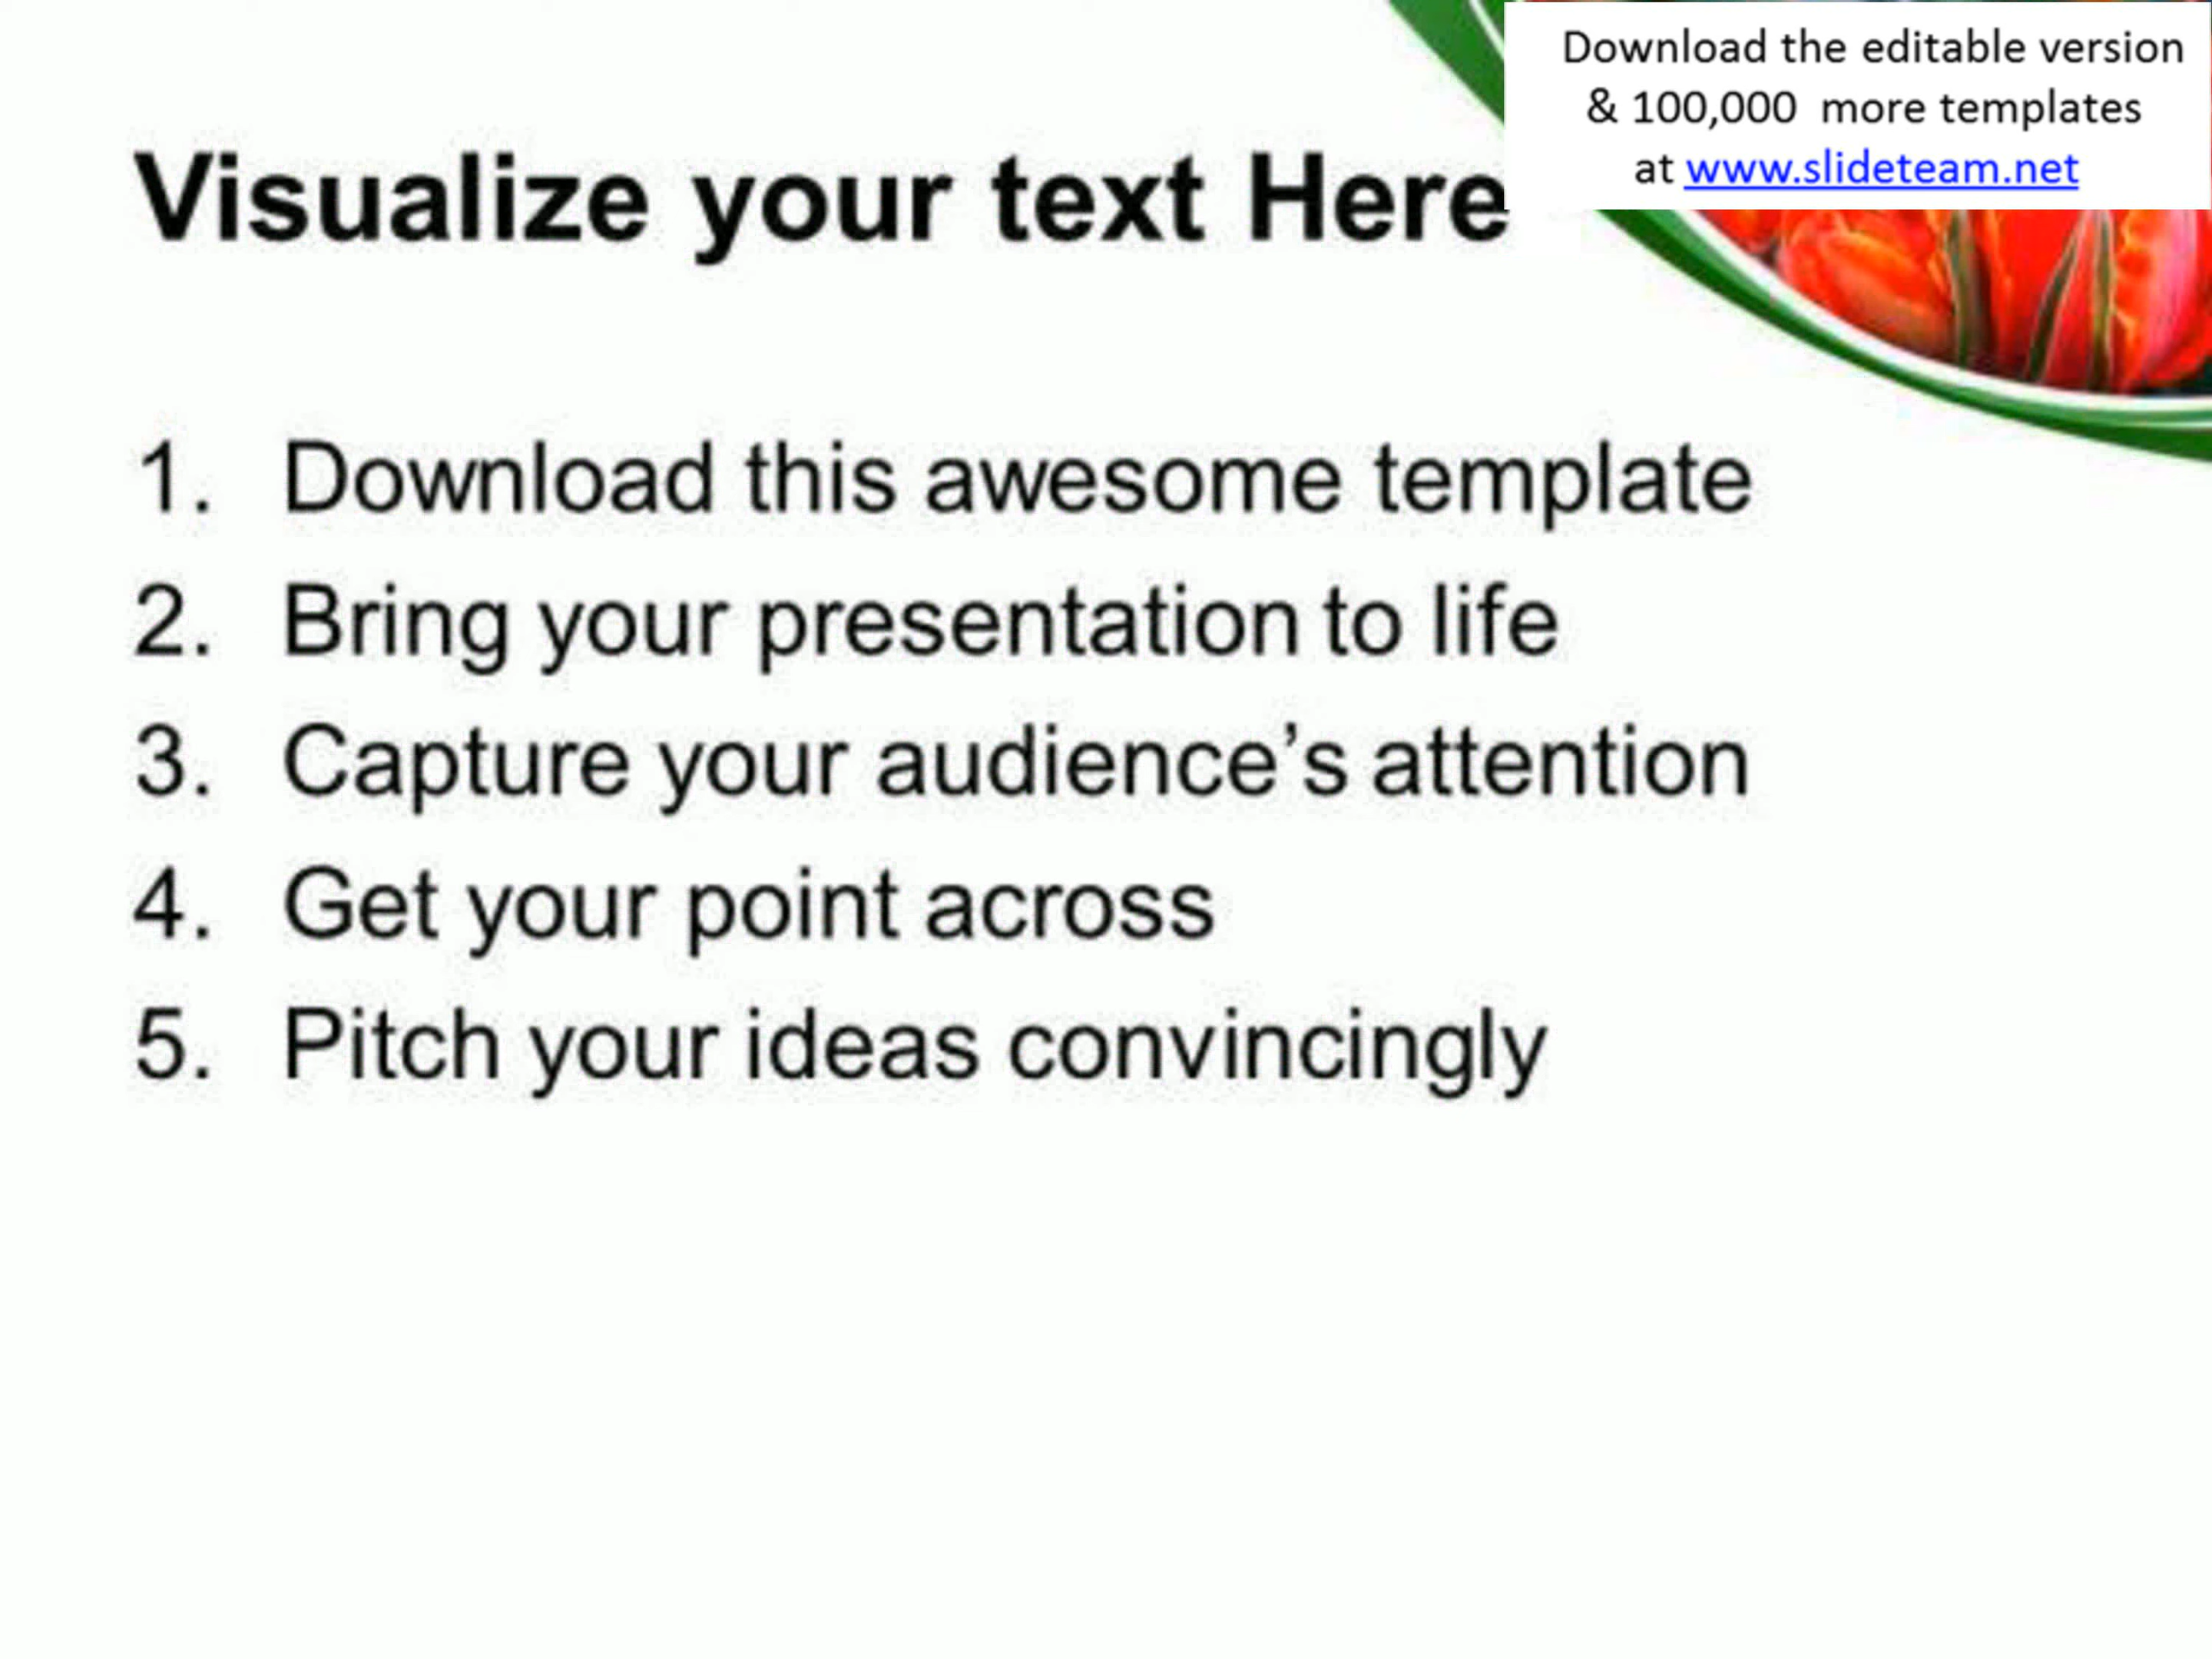 Download the editable version
& 100,000 more templates
at www.slideteam.net
Visualize your text Here
1. Download this awesome template
2. Bring your presentation to life
3. Capture your audience’s attention
4. Get your point across
5. Pitch your ideas convincingly